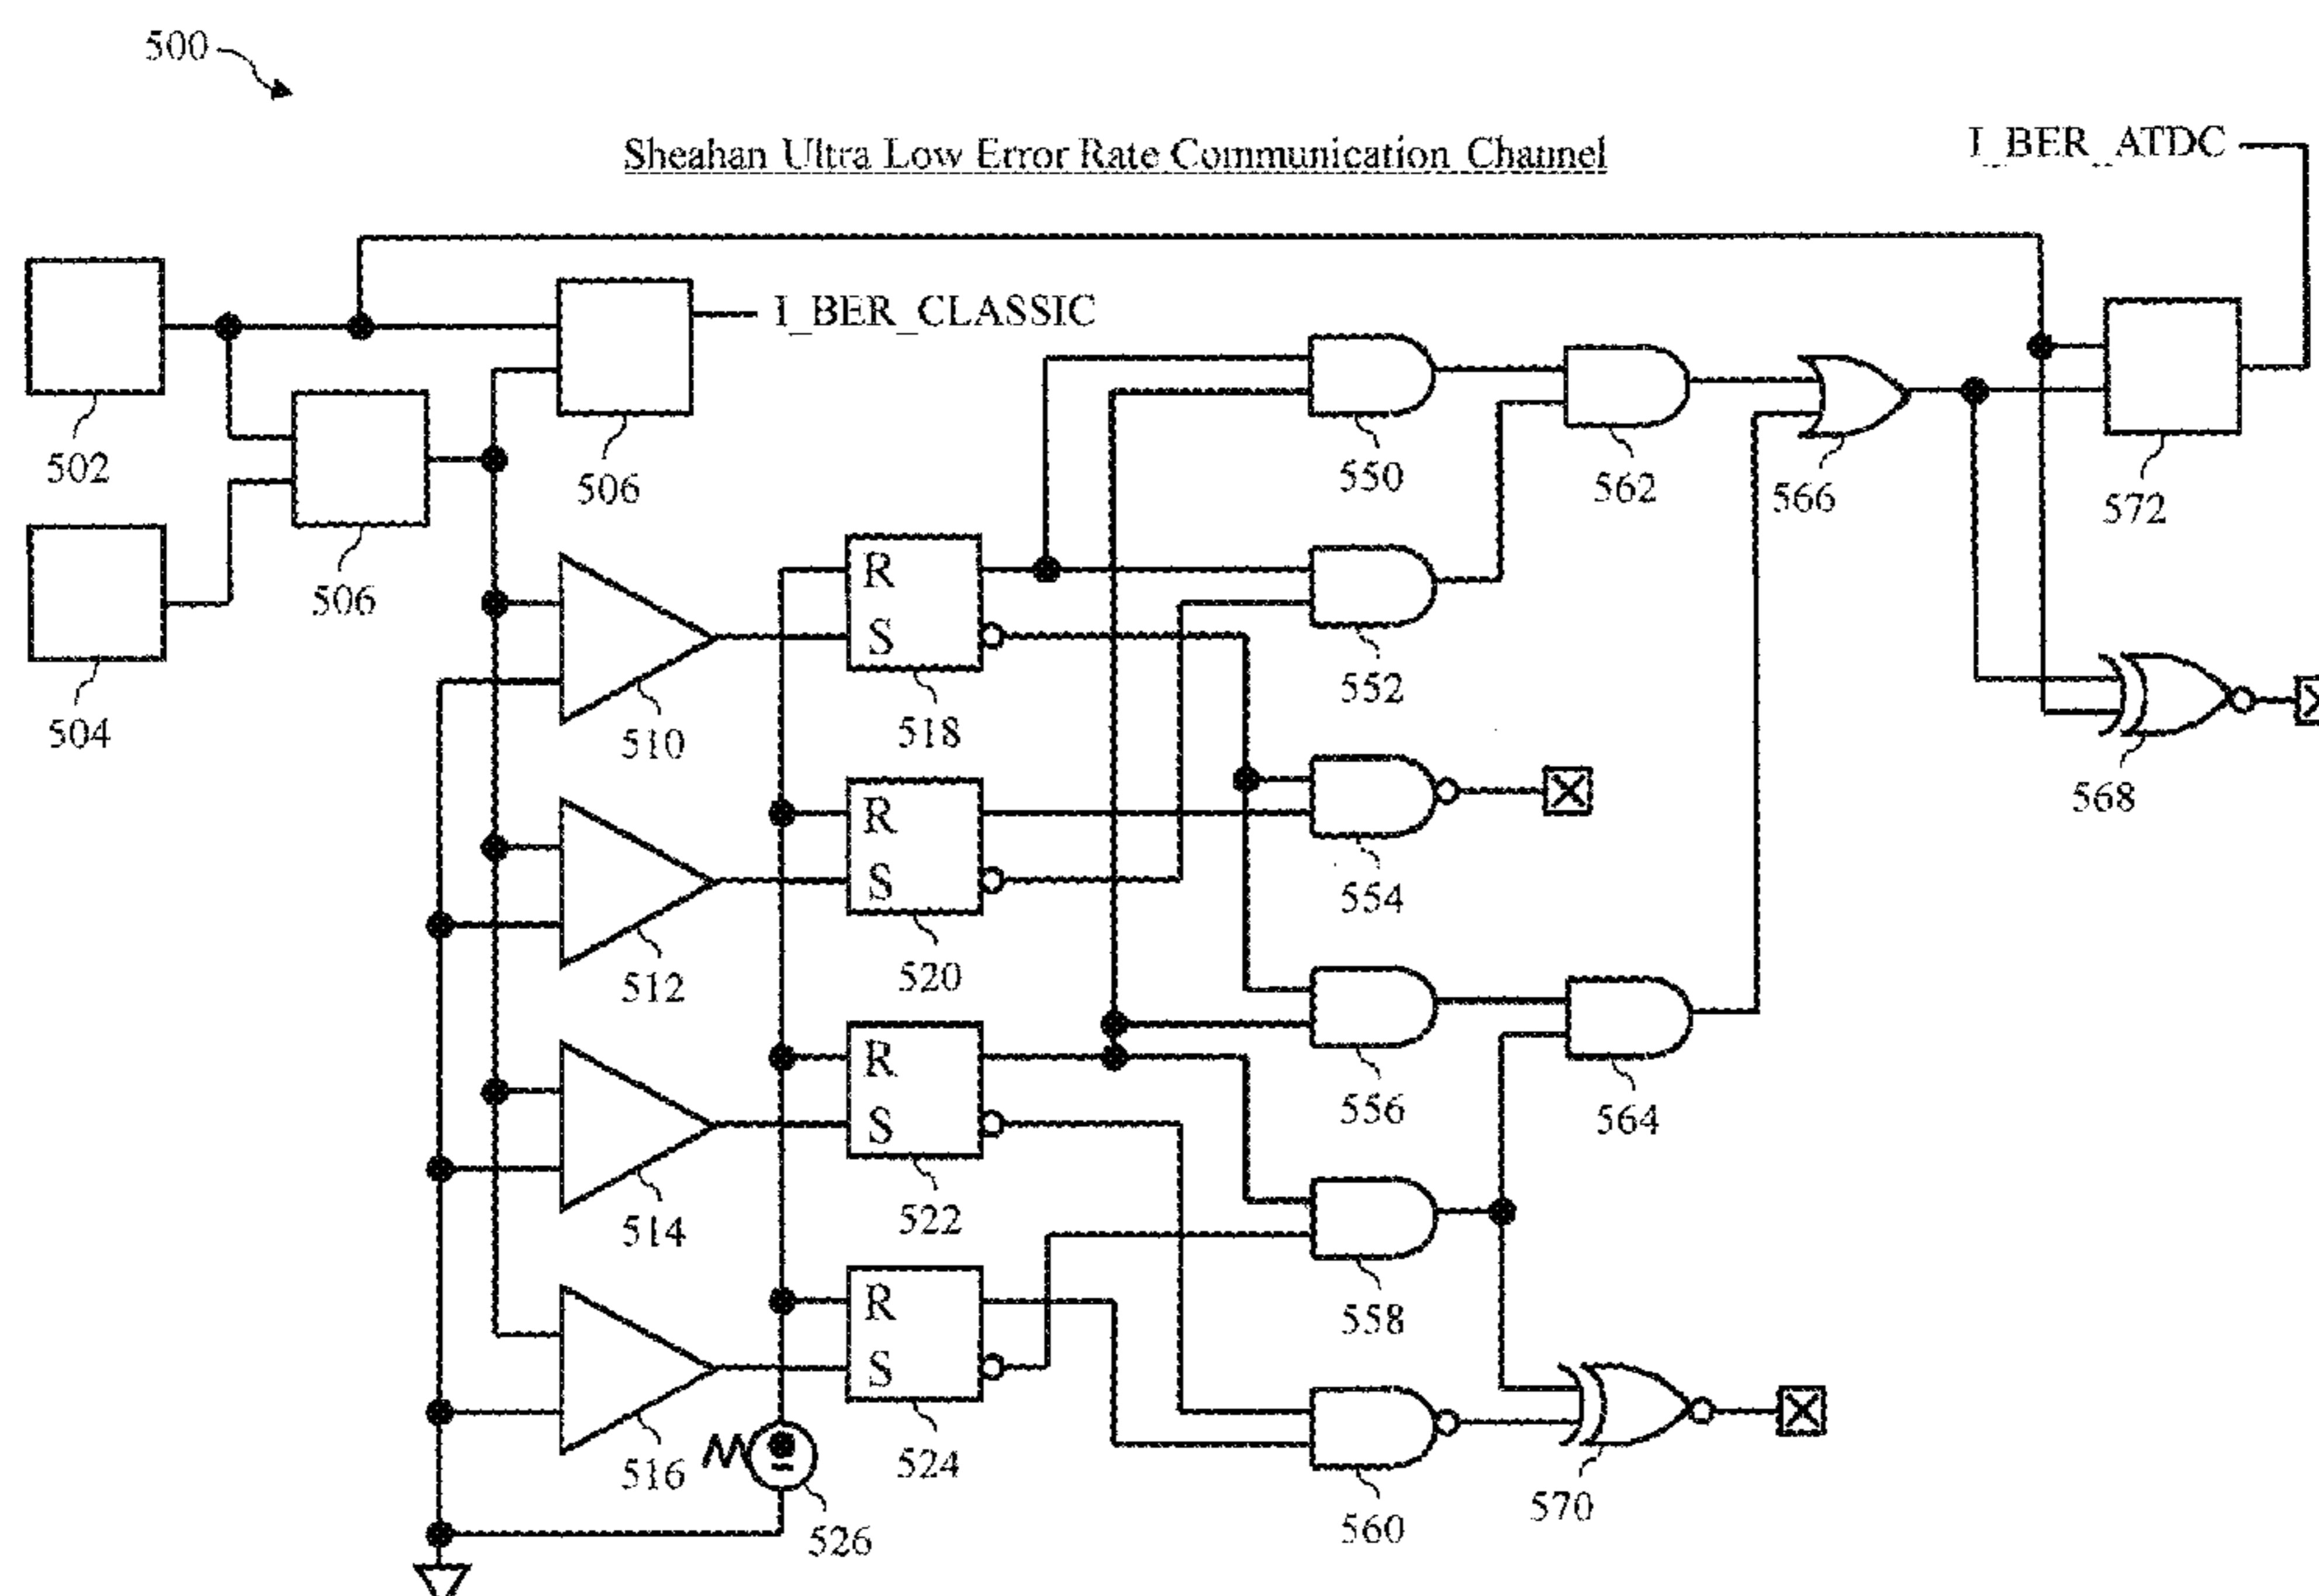 500
Sheahan Ultra Low Error Rate Communication Channel
I_BER_ATDC
I_BER_CLASSIC
502
506
550
562
566
572
504
506
R
S
510
518
552
R
S
512
520
554
568
R
S
514
522
556
564
R
S
516
524
558
526
560
570